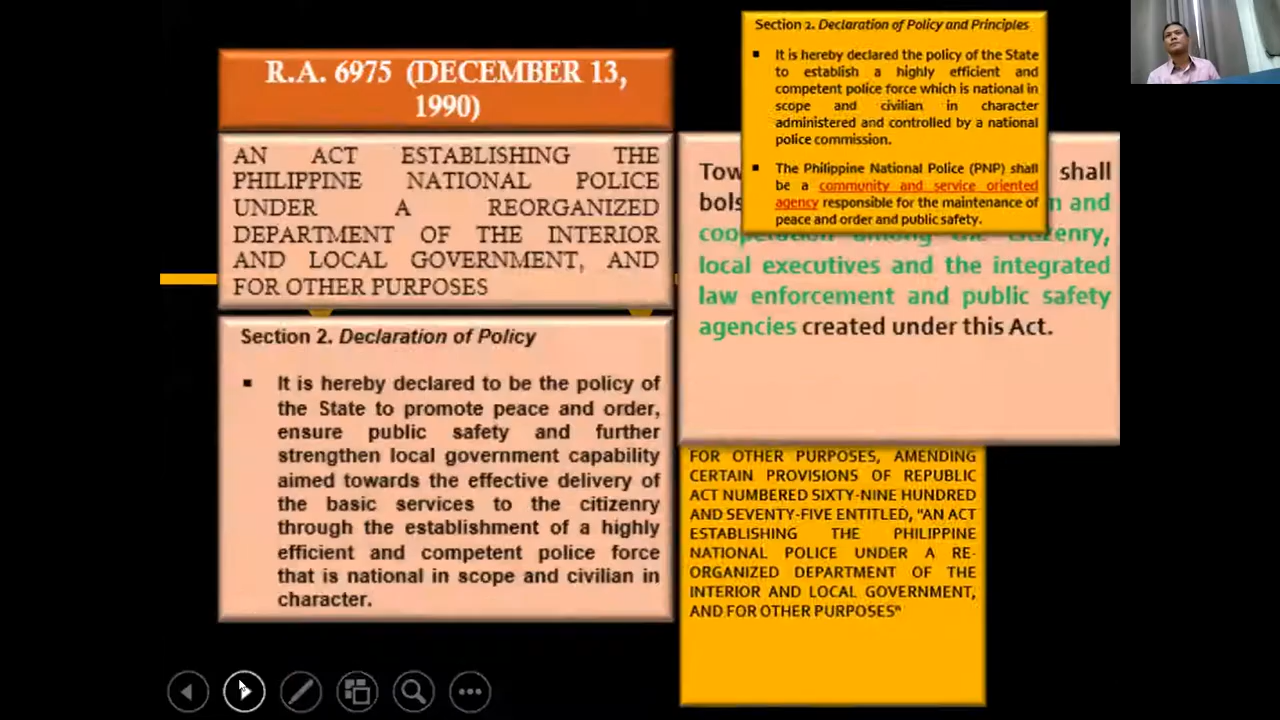 R.A. 6975 (DECEMBER 13,
1990)
AN ACT ESTABLISHING THE
PHILIPPINE NATIONAL POLICE
UNDER A REORGANIZED
DEPARTMENT OF THE INTERIOR
AND LOCAL GOVERNMENT, AND
FOR OTHER PURPOSES
Section 2. Declaration of Policy
▪ It is hereby declared to be the policy of
the State to promote peace and order,
ensure public safety and further
strengthen local government capability
aimed towards the effective delivery of
the basic services to the citizenry
through the establishment of a highly
efficient and competent police force
that is national in scope and civilian in
character.
Section 2. Declaration of Policy and Principles
▪ It is hereby declared the policy of the State
to establish a highly efficient and
competent police force which is national in
scope and civilian in character
administered and controlled by a national
police commission.
▪ The Philippine National Police (PNP) shall
be a community and service oriented
agency responsible for the maintenance of
peace and order and public safety.
shall
and
cooperation among the citizenry,
local executives and the integrated
law enforcement and public safety
agencies created under this Act.
FOR OTHER PURPOSES, AMENDING
CERTAIN PROVISIONS OF REPUBLIC
ACT NUMBERED SIXTY-NINE HUNDRED
AND SEVENTY-FIVE ENTITLED, "AN ACT
ESTABLISHING THE PHILIPPINE
NATIONAL POLICE UNDER A RE-
ORGANIZED DEPARTMENT OF THE
INTERIOR AND LOCAL GOVERNMENT,
AND FOR OTHER PURPOSES"